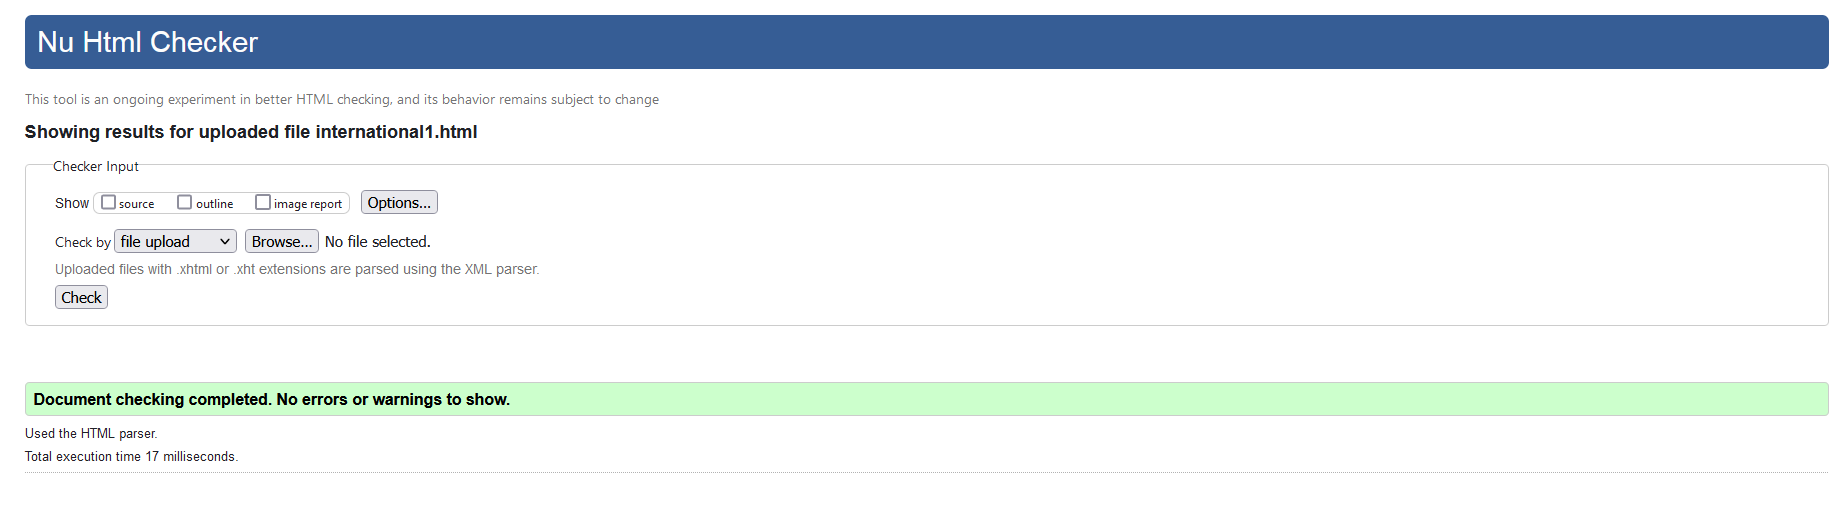 Nu Html Checker
This tool is an ongoing experiment in better HTML checking, and its behavior remains subject to change
Showing results for uploaded file international1.html
Checker Input
Show source outline image report Options...
Check by file upload Browse... No file selected.
Uploaded files with .xhtml or .xht extensions are parsed using the XML parser.
Check
Document checking completed. No errors or warnings to show.
Used the HTML parser.
Total execution time 17 milliseconds.